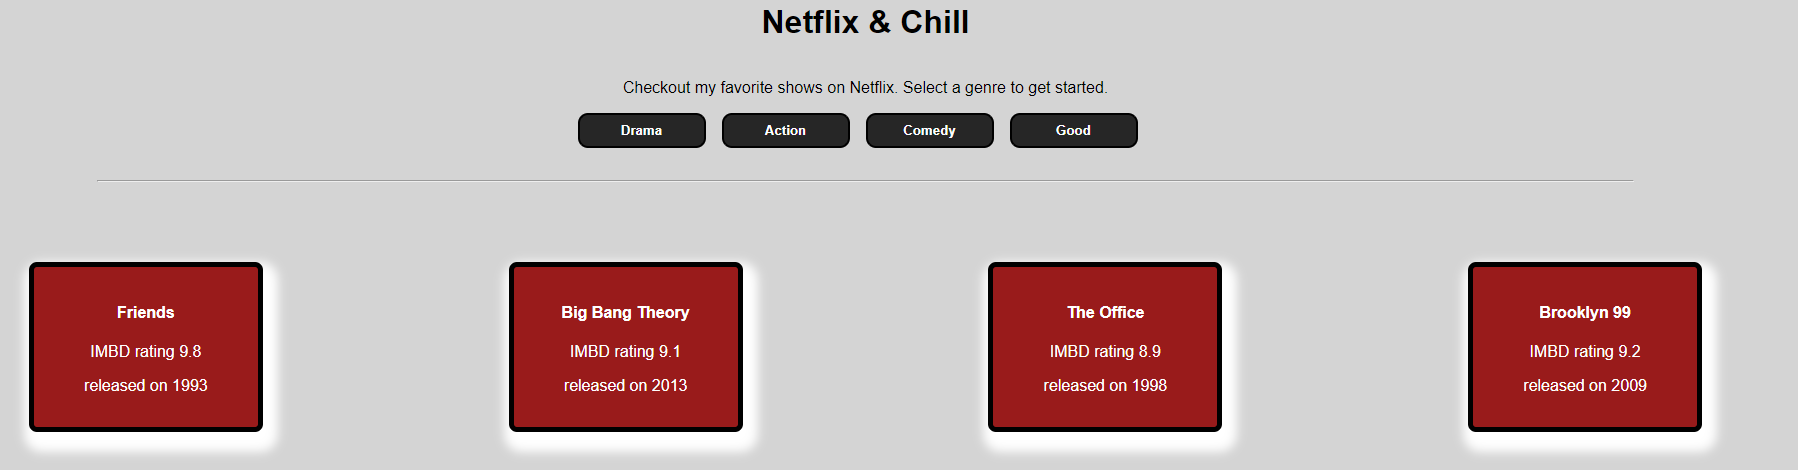 Netflix & Chill
Checkout my favorite shows on Netflix. Select a genre to get started.
Drama
Action
Comedy
Good
Friends
IMBD rating 9.8
released on 1993
Big Bang Theory
IMBD rating 9.1
released on 2013
The Office
IMBD rating 8.9
released on 1998
Brooklyn 99
IMBD rating 9.2
released on 2009